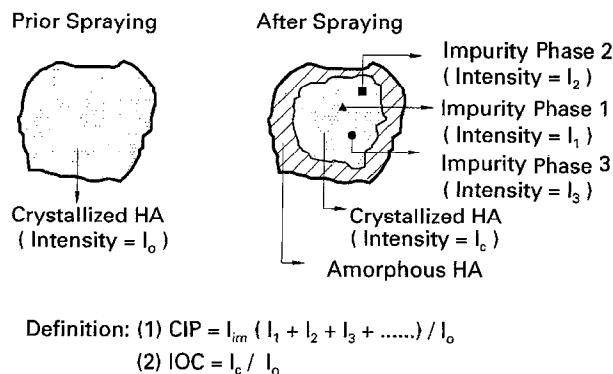 Prior Spraying
After Spraying
Impurity Phase 2
( Intensity = I₂ )
Impurity Phase 1
( Intensity = I₁ )
Impurity Phase 3
( Intensity = I₃ )
Crystallized HA
( Intensity = Iₒ )
Crystallized HA
( Intensity = I꜀ )
Amorphous HA
Definition: (1) CIP = Iᵢₘ ( I₁ + I₂ + I₃ + ...... ) / Iₒ
(2) IOC = I꜀ / Iₒ